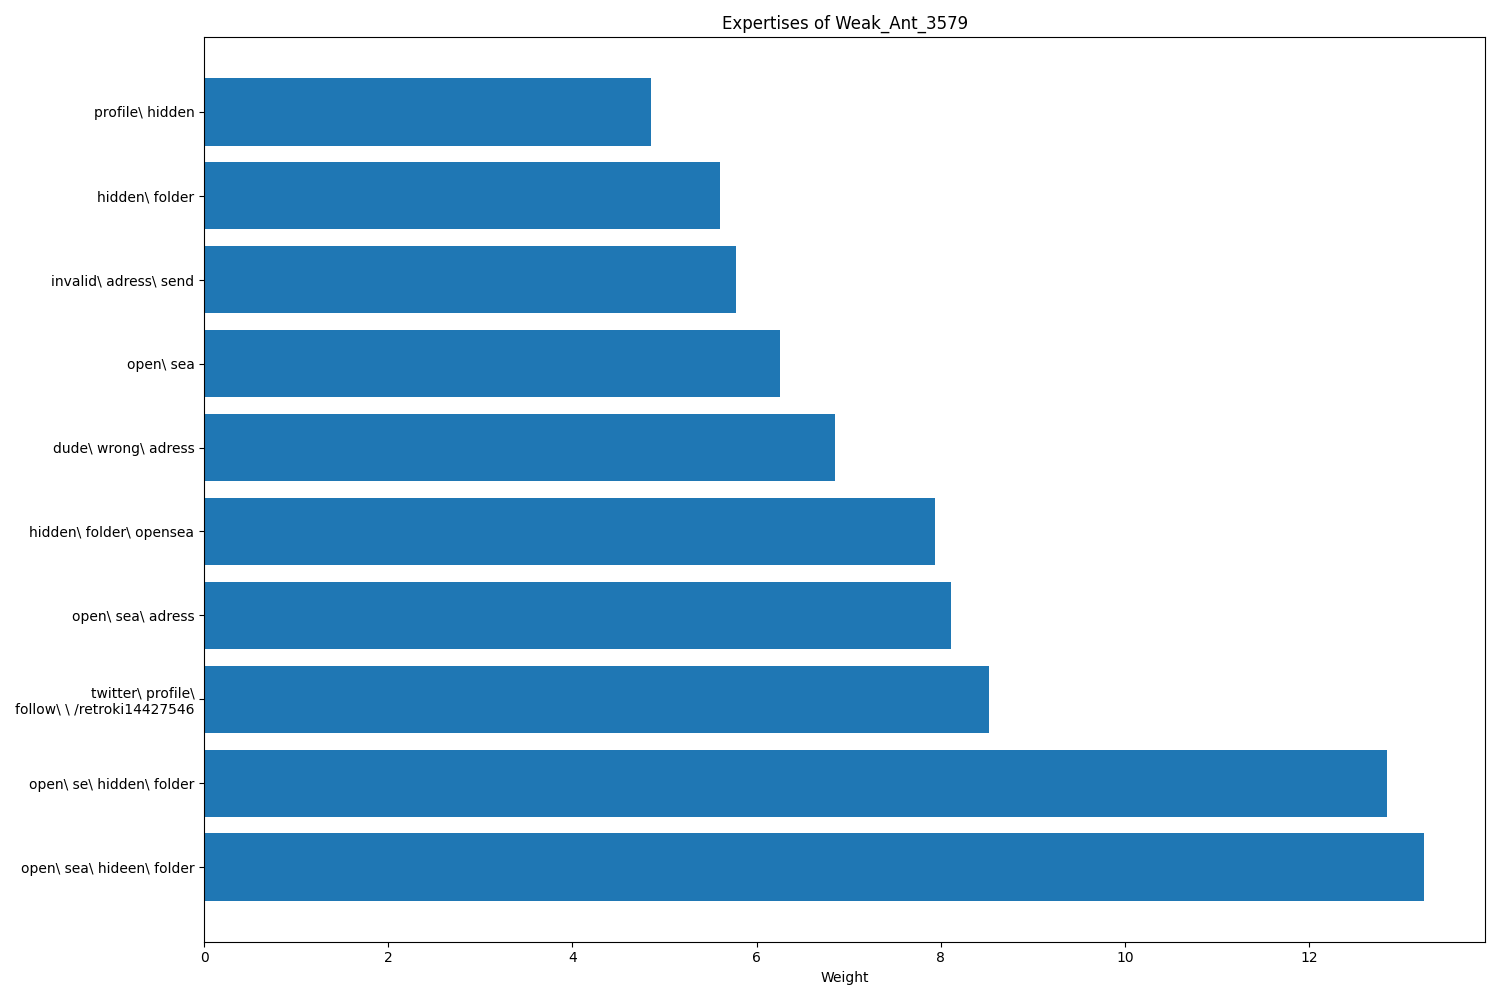 Expertises of Weak_Ant_3579
profile\ hidden
hidden\ folder
invalid\ adress\ send
open\ sea
dude\ wrong\ adress
hidden\ folder\ opensea
open\ sea\ adress
twitter\ profile\
follow\ \ /retroki14427546
open\ se\ hidden\ folder
open\ sea\ hideen\ folder
0 2 4 6 8 10 12
Weight